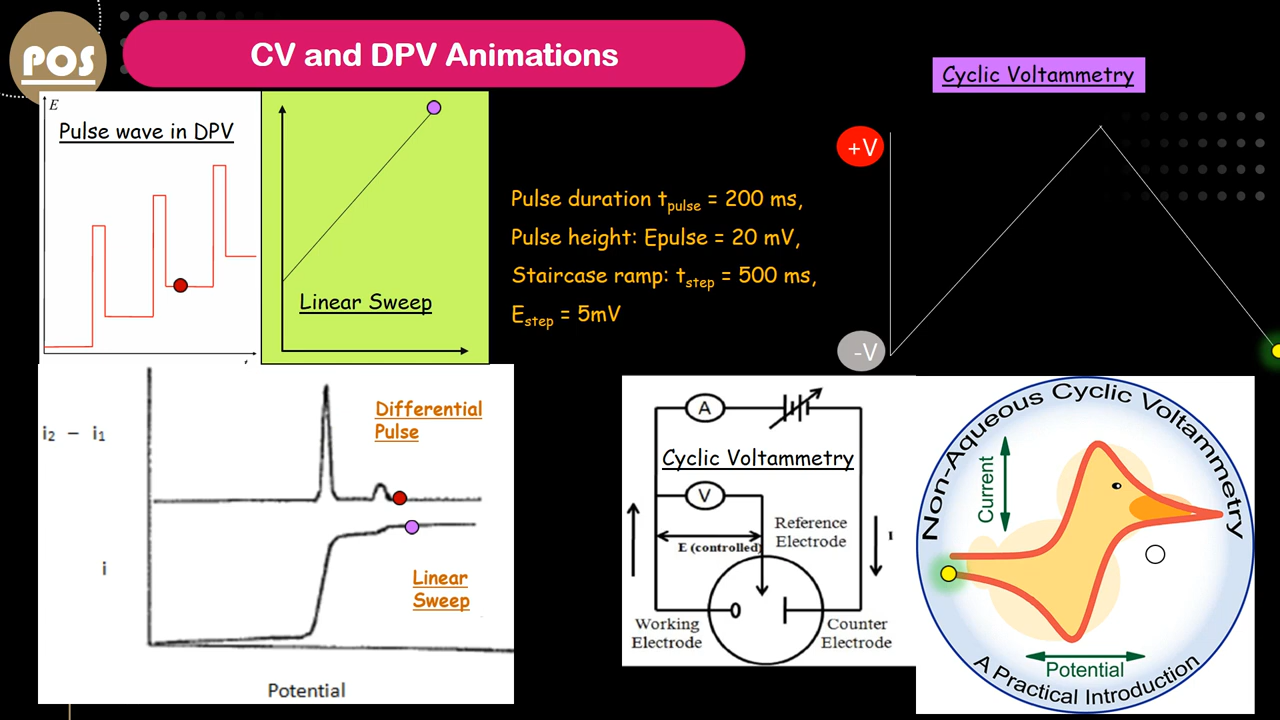 POS
CV and DPV Animations
Cyclic Voltammetry
E
Pulse wave in DPV
Linear Sweep
Pulse duration tpulse = 200 ms,
Pulse height: Epulse = 20 mV,
Staircase ramp: tstep = 500 ms,
Estep = 5mV
+V
-V
Differential
Pulse
i2 – i1
i
Linear
Sweep
Potential
A
Cyclic Voltammetry
V
Reference
Electrode
E (controlled)
I
Working
Electrode
Counter
Electrode
Non-Aqueous Cyclic Voltammetry
Current
Potential
A Practical Introduction